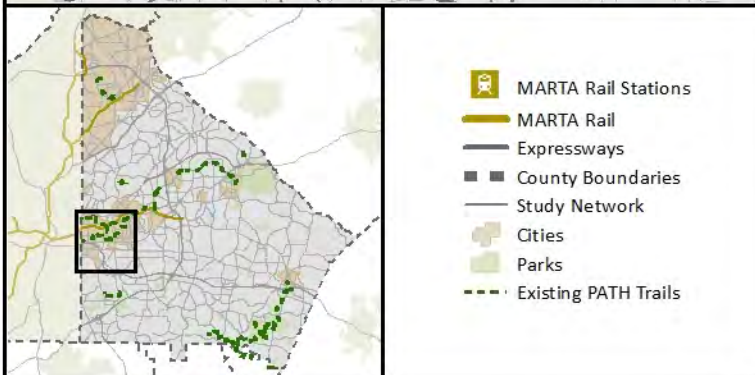 MARTA Rail Stations
MARTA Rail
Expressways
County Boundaries
Study Network
Cities
Parks
Existing PATH Trails